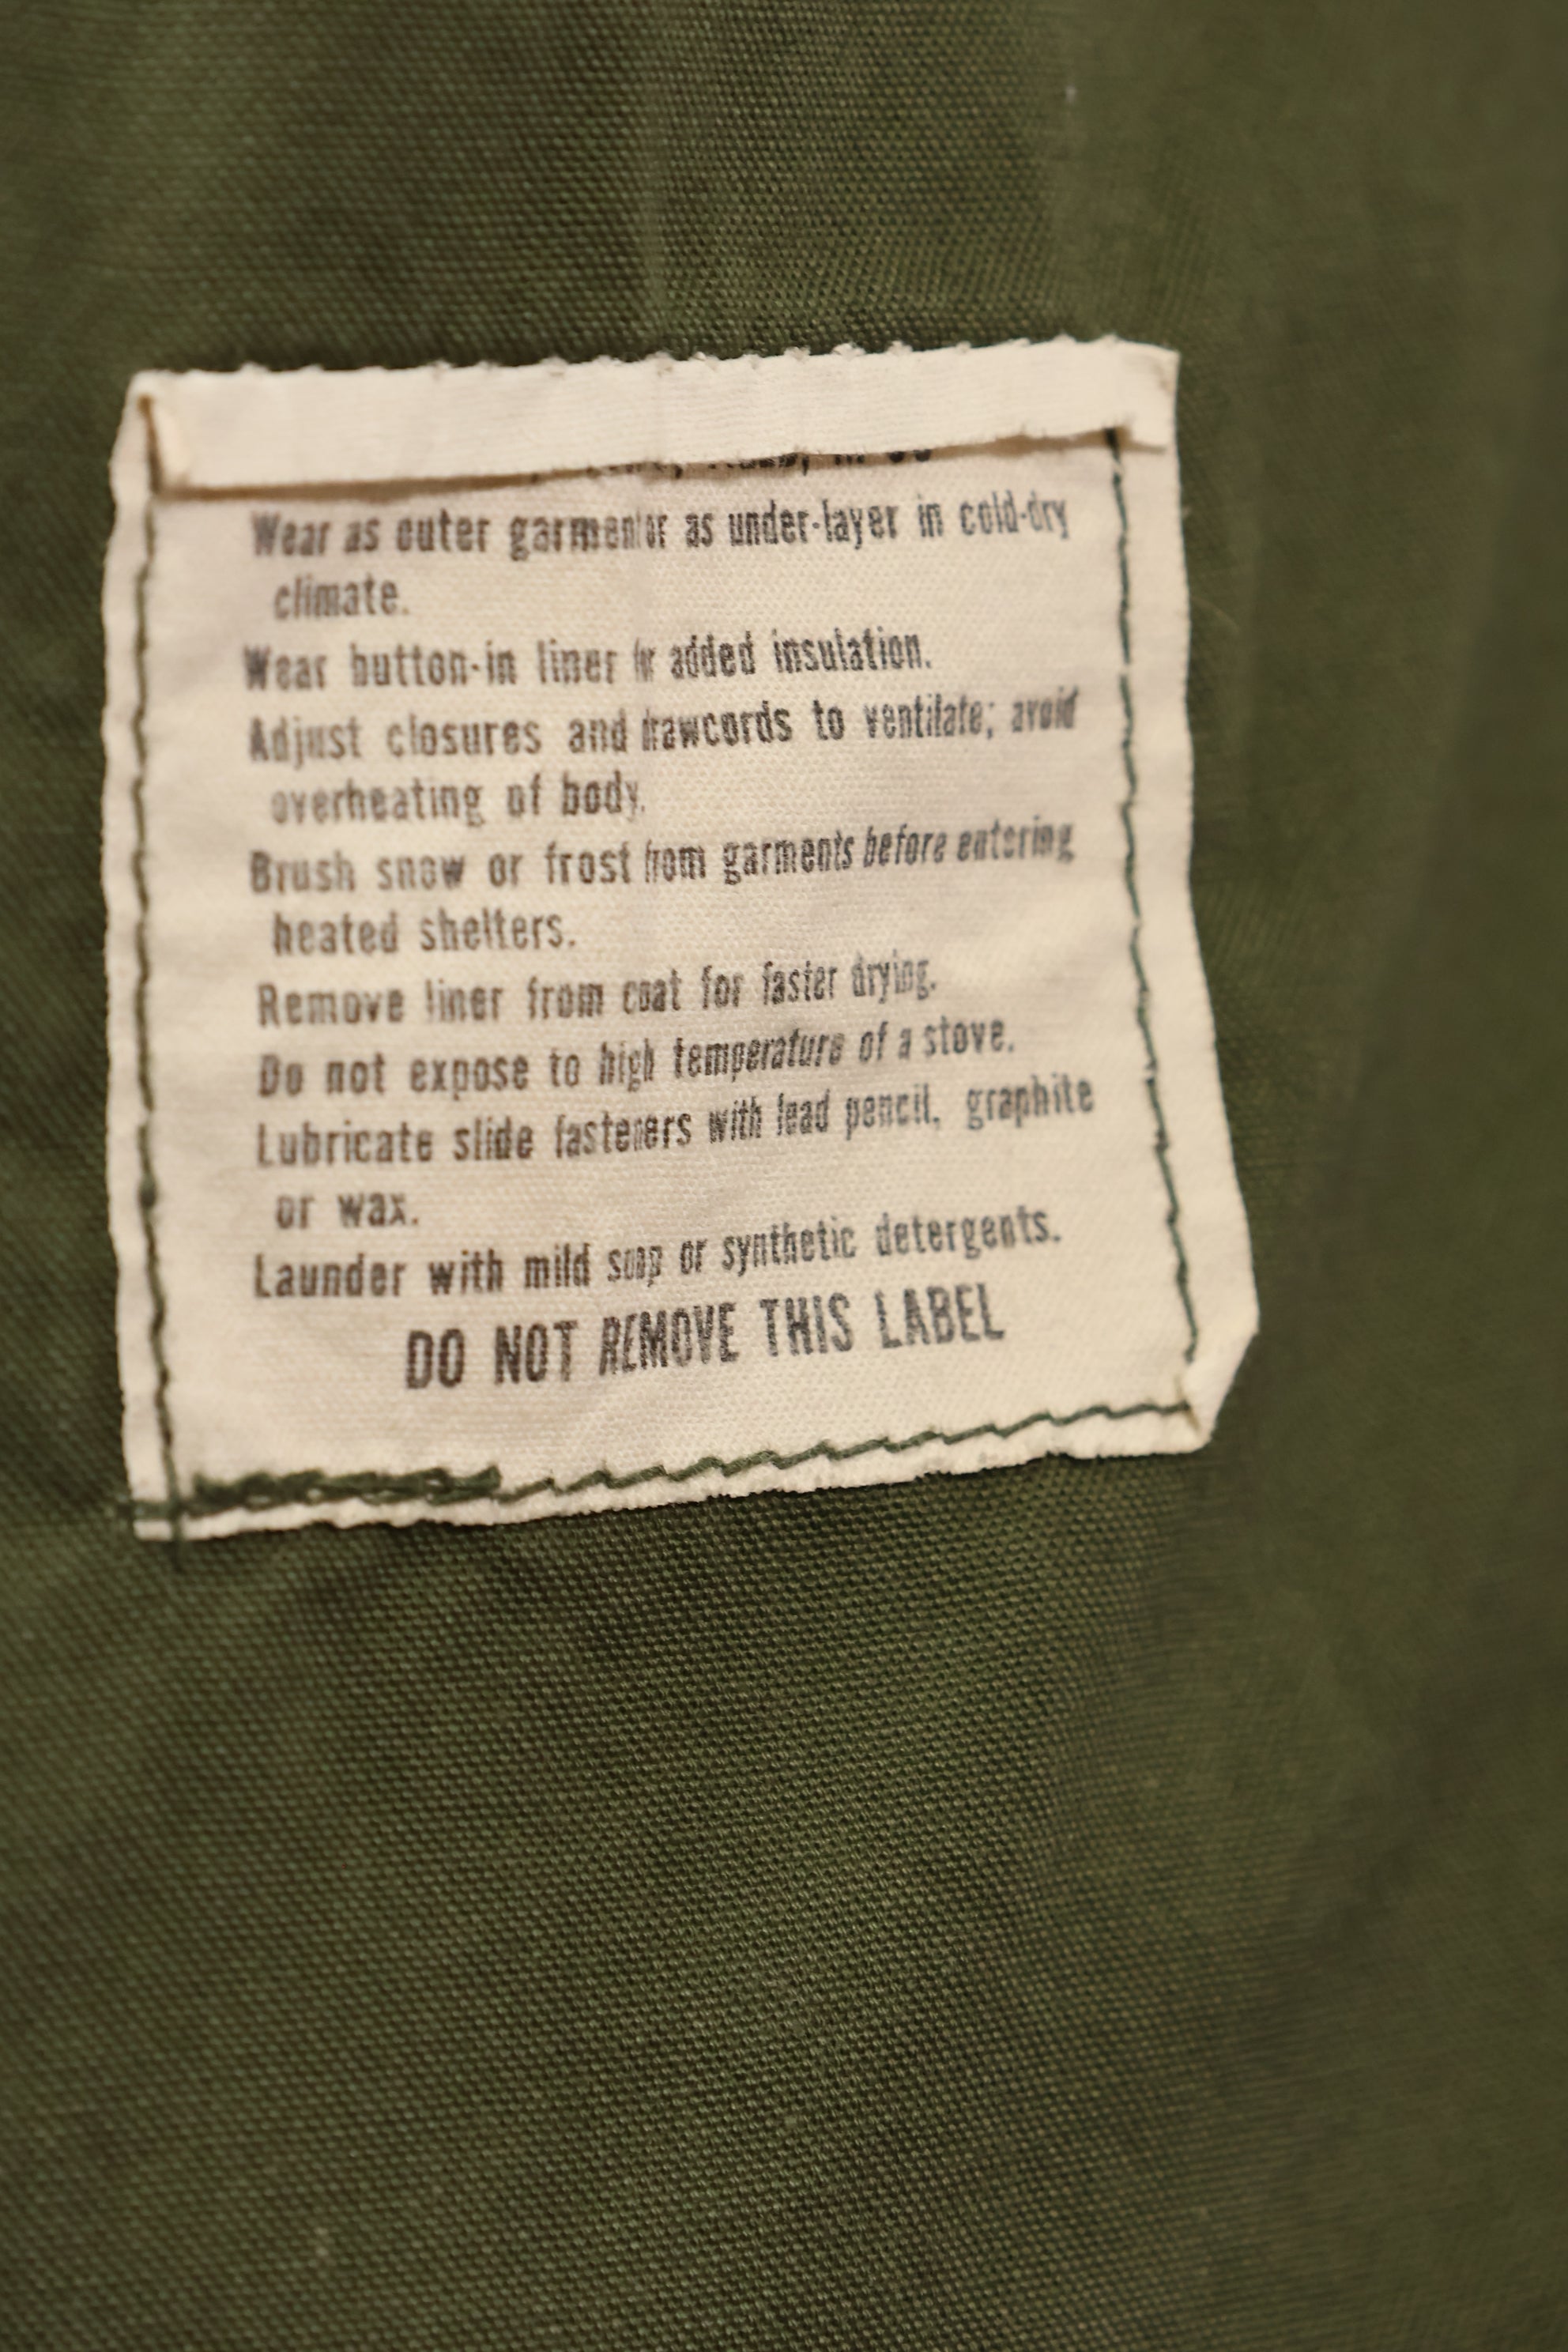 Wear as outer garment or as under-layer in cold-dry
climate.
Wear button-in liner for added insulation.
Adjust closures and drawcords to ventilate; avoid
overheating of body.
Brush snow or frost from garments before entering
heated shelters.
Remove liner from coat for faster drying.
Do not expose to high temperature of a stove.
Lubricate slide fasteners with lead pencil, graphite
or wax.
Launder with mild soap or synthetic detergents.
DO NOT REMOVE THIS LABEL